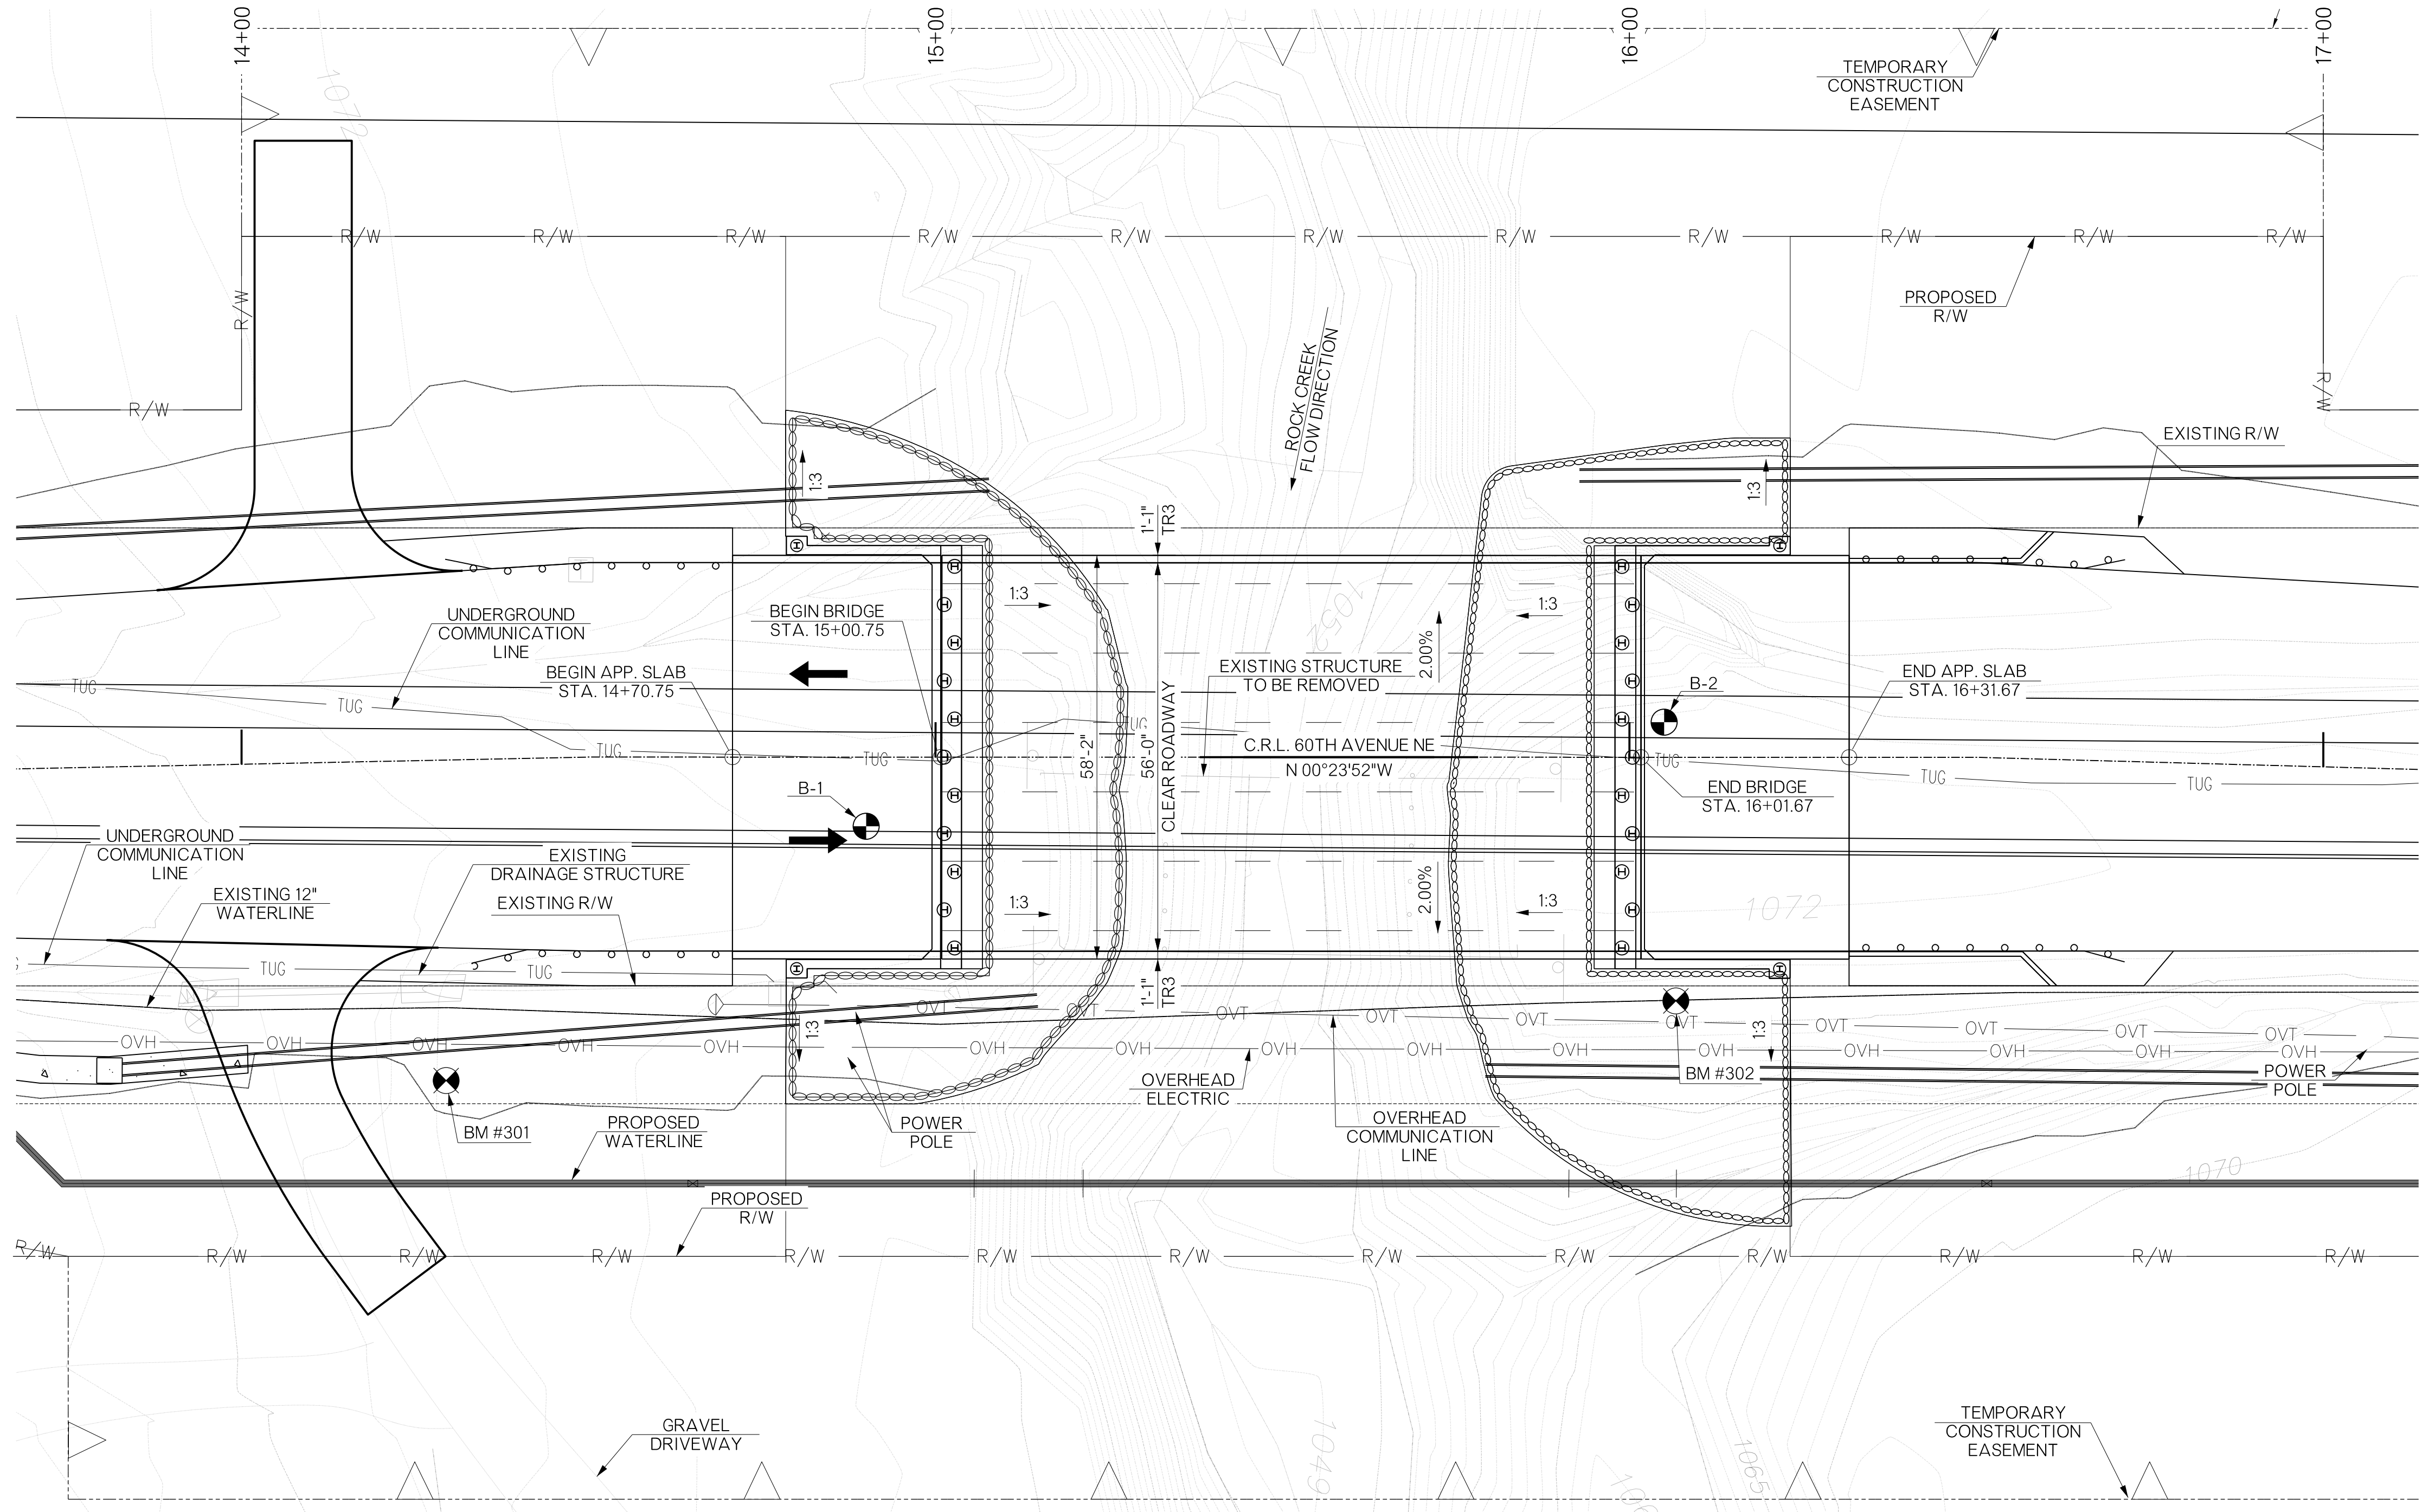 14+00
15+00
16+00
17+00
TEMPORARY
CONSTRUCTION
EASEMENT
1072
R/W R/W R/W R/W R/W R/W R/W R/W R/W R/W R/W
R/W
PROPOSED
R/W
ROCK CREEK
FLOW DIRECTION
R/W
R/W
EXISTING R/W
1:3
1:3
1'-1"
TR3
1:3
1:3
1052
UNDERGROUND
COMMUNICATION
LINE
BEGIN BRIDGE
STA. 15+00.75
2.00%
EXISTING STRUCTURE
TO BE REMOVED
BEGIN APP. SLAB
STA. 14+70.75
END APP. SLAB
STA. 16+31.67
B-2
TUG
TUG
TUG
TUG
TUG
TUG
TUG
TUG
58'-2"
56'-0"
CLEAR ROADWAY
C.R.L. 60TH AVENUE NE
N 00°23'52"W
END BRIDGE
STA. 16+01.67
B-1
UNDERGROUND
COMMUNICATION
LINE
EXISTING
DRAINAGE STRUCTURE
EXISTING 12"
WATERLINE
EXISTING R/W
1:3
1:3
2.00%
1072
TUG
TUG
1'-1"
TR3
OVT OVT OVT OVT OVT OVT OVT OVT OVT OVT
1:3
1:3
OVH OVH OVH OVH OVH OVH OVH OVH OVH OVH OVH OVH OVH OVH OVH OVH
BM #302
POWER
POLE
OVERHEAD
ELECTRIC
BM #301
PROPOSED
WATERLINE
POWER
POLE
OVERHEAD
COMMUNICATION
LINE
1070
PROPOSED
R/W
R/W R/W R/W R/W R/W R/W R/W R/W R/W R/W R/W R/W R/W
GRAVEL
DRIVEWAY
1049
1065
TEMPORARY
CONSTRUCTION
EASEMENT